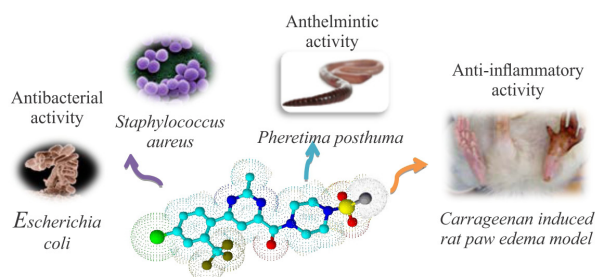 Antibacterial
activity
Escherichia
coli
Staphylococcus
aureus
Anthelmintic
activity
Pheretima posthuma
Anti-inflammatory
activity
Carrageenan induced
rat paw edema model